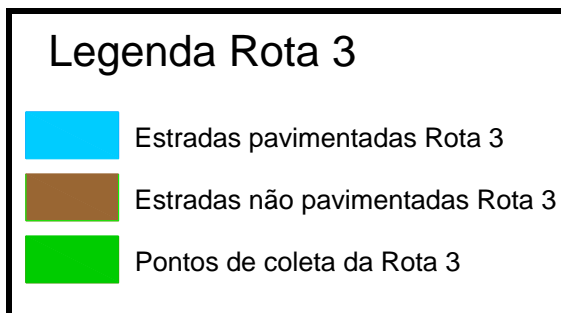 Legenda Rota 3
Estradas pavimentadas Rota 3
Estradas não pavimentadas Rota 3
Pontos de coleta da Rota 3